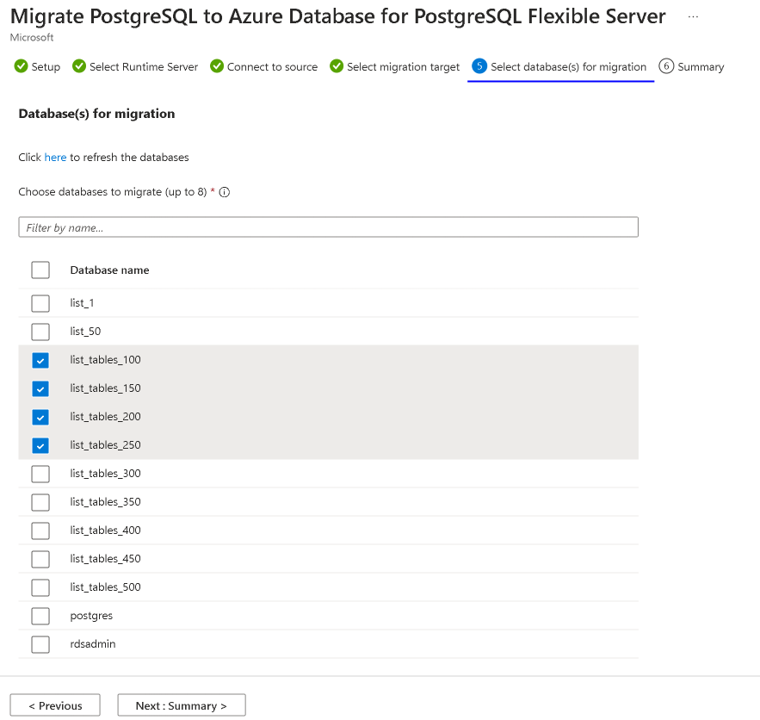 Migrate PostgreSQL to Azure Database for PostgreSQL Flexible Server ...
Microsoft
Setup Select Runtime Server Connect to source Select migration target 5 Select database(s) for migration 6 Summary
Database(s) for migration
Click here to refresh the databases
Choose databases to migrate (up to 8) *
Filter by name...
Database name
list_1
list_50
list_tables_100
list_tables_150
list_tables_200
list_tables_250
list_tables_300
list_tables_350
list_tables_400
list_tables_450
list_tables_500
postgres
rdsadmin
< Previous Next : Summary >